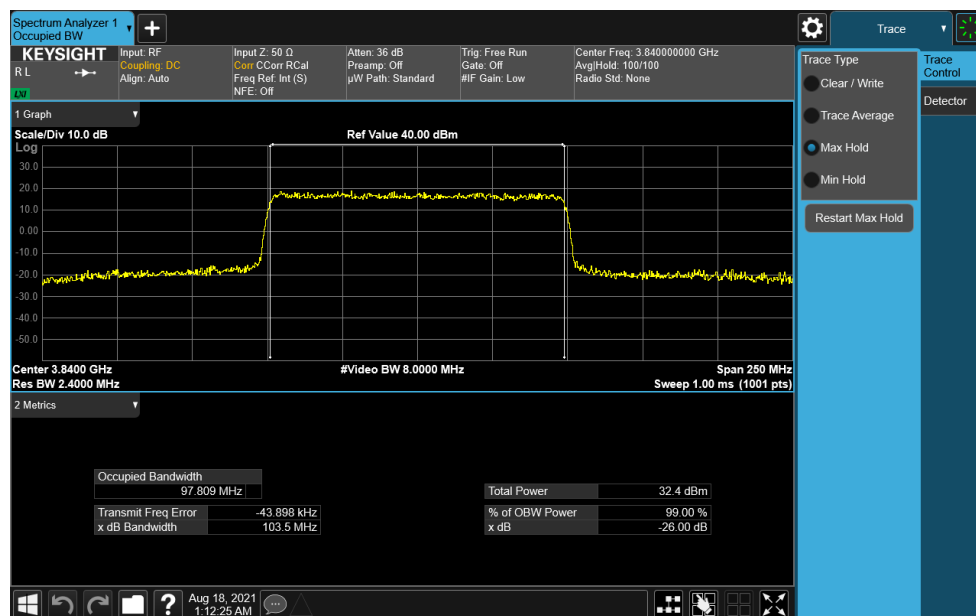 Spectrum Analyzer 1
Occupied BW
Trace
KEYSIGHT
R L
LXI
Input: RF
Coupling: DC
Align: Auto
Input Z: 50 Ω
Corr CCorr RCal
Freq Ref: Int (S)
NFE: Off
Atten: 36 dB
Preamp: Off
µW Path: Standard
Trig: Free Run
Gate: Off
#IF Gain: Low
Center Freq: 3.840000000 GHz
Avg|Hold: 100/100
Radio Std: None
Trace Type
Clear / Write
Trace Average
Max Hold
Min Hold
Restart Max Hold
Trace
Control
Detector
1 Graph
Scale/Div 10.0 dB
Ref Value 40.00 dBm
Log
30.0
20.0
10.0
0.00
-10.0
-20.0
-30.0
-40.0
-50.0
Center 3.8400 GHz
#Video BW 8.0000 MHz
Span 250 MHz
Res BW 2.4000 MHz
Sweep 1.00 ms (1001 pts)
2 Metrics
Occupied Bandwidth
97.809 MHz
Total Power 32.4 dBm
Transmit Freq Error -43.898 kHz
% of OBW Power 99.00 %
x dB Bandwidth 103.5 MHz
x dB -26.00 dB
?
Aug 18, 2021
1:12:25 AM